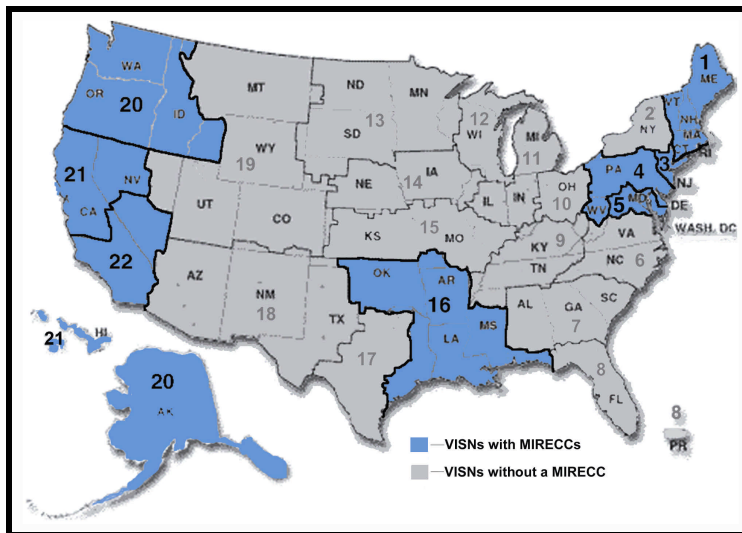 1
ME
WA
VT
MT
ND
MN
OR
20
12
2
NH
ID
13
WI
NY
MA
SD
MI
CT
RI
WY
11
3
19
PA
4
21
NV
14
IA
OH
NJ
NE
10
5
MD
IL
IN
DE
UT
WV
CA
CO
15
VA
WASH. DC
KS
MO
KY
9
22
NC
6
OK
TN
AR
AZ
SC
NM
16
AL
GA
18
TX
MS
7
21
HI
LA
17
8
20
FL
8
AK
PR
VISNs with MIRECCs
VISNs without a MIRECC